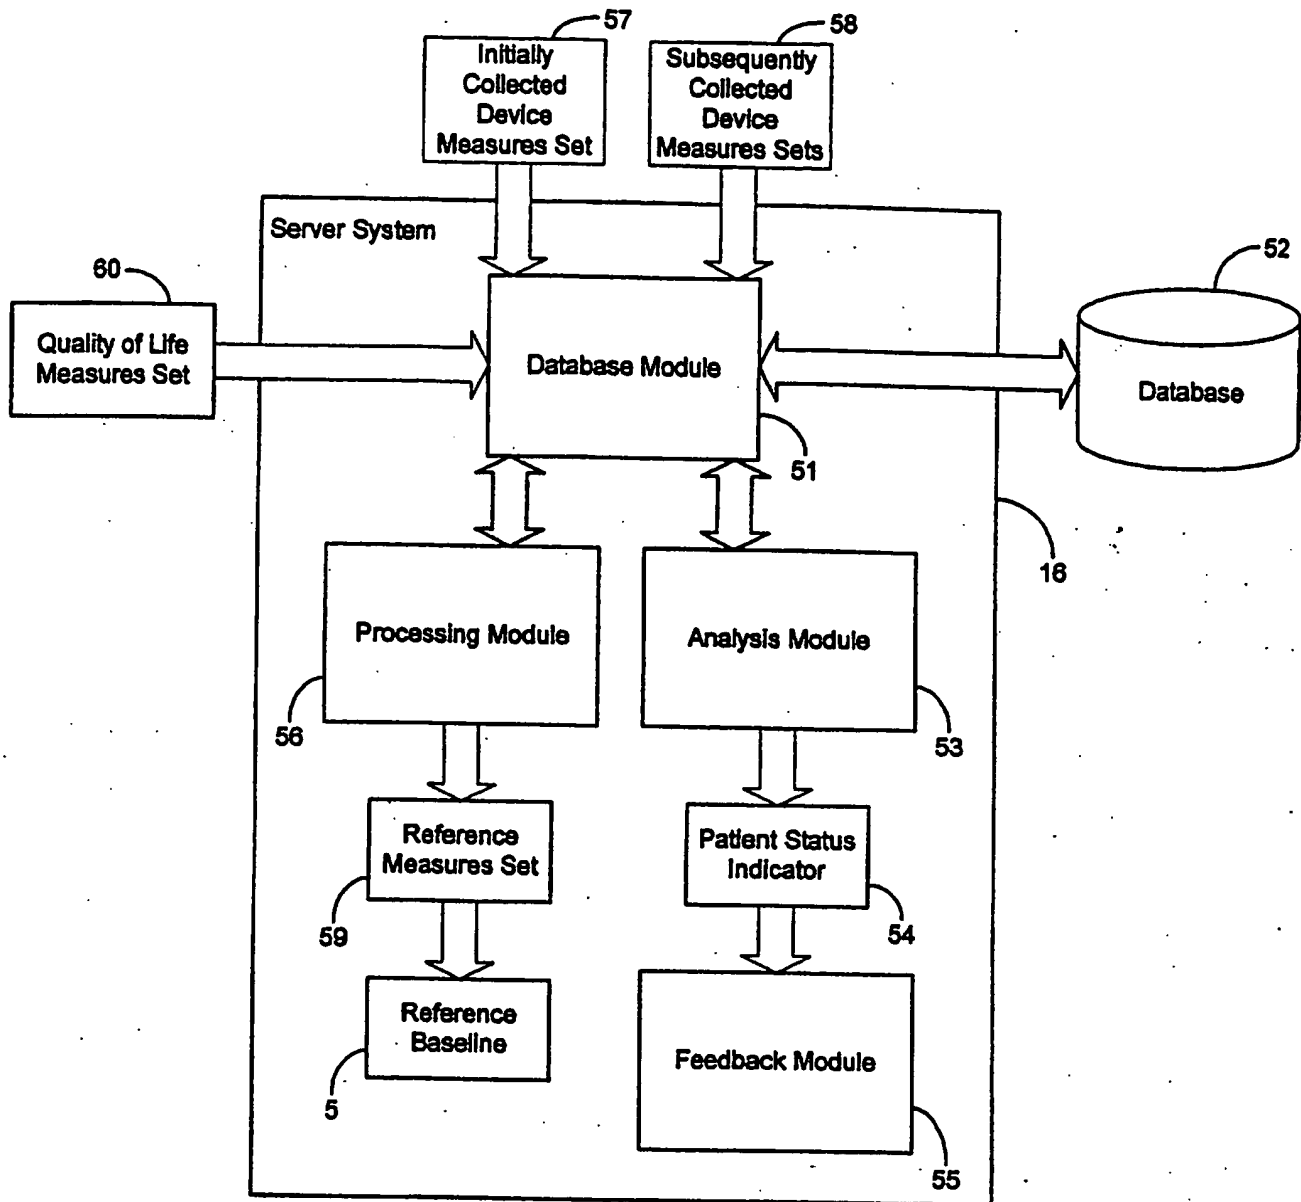 57
58
Initially
Collected
Device
Measures Set
Subsequently
Collected
Device
Measures Sets
Server System
60
52
Quality of Life
Measures Set
Database Module
Database
51
16
Processing Module
Analysis Module
56
53
Reference
Measures Set
Patient Status
Indicator
59
54
Reference
Baseline
Feedback Module
5
55